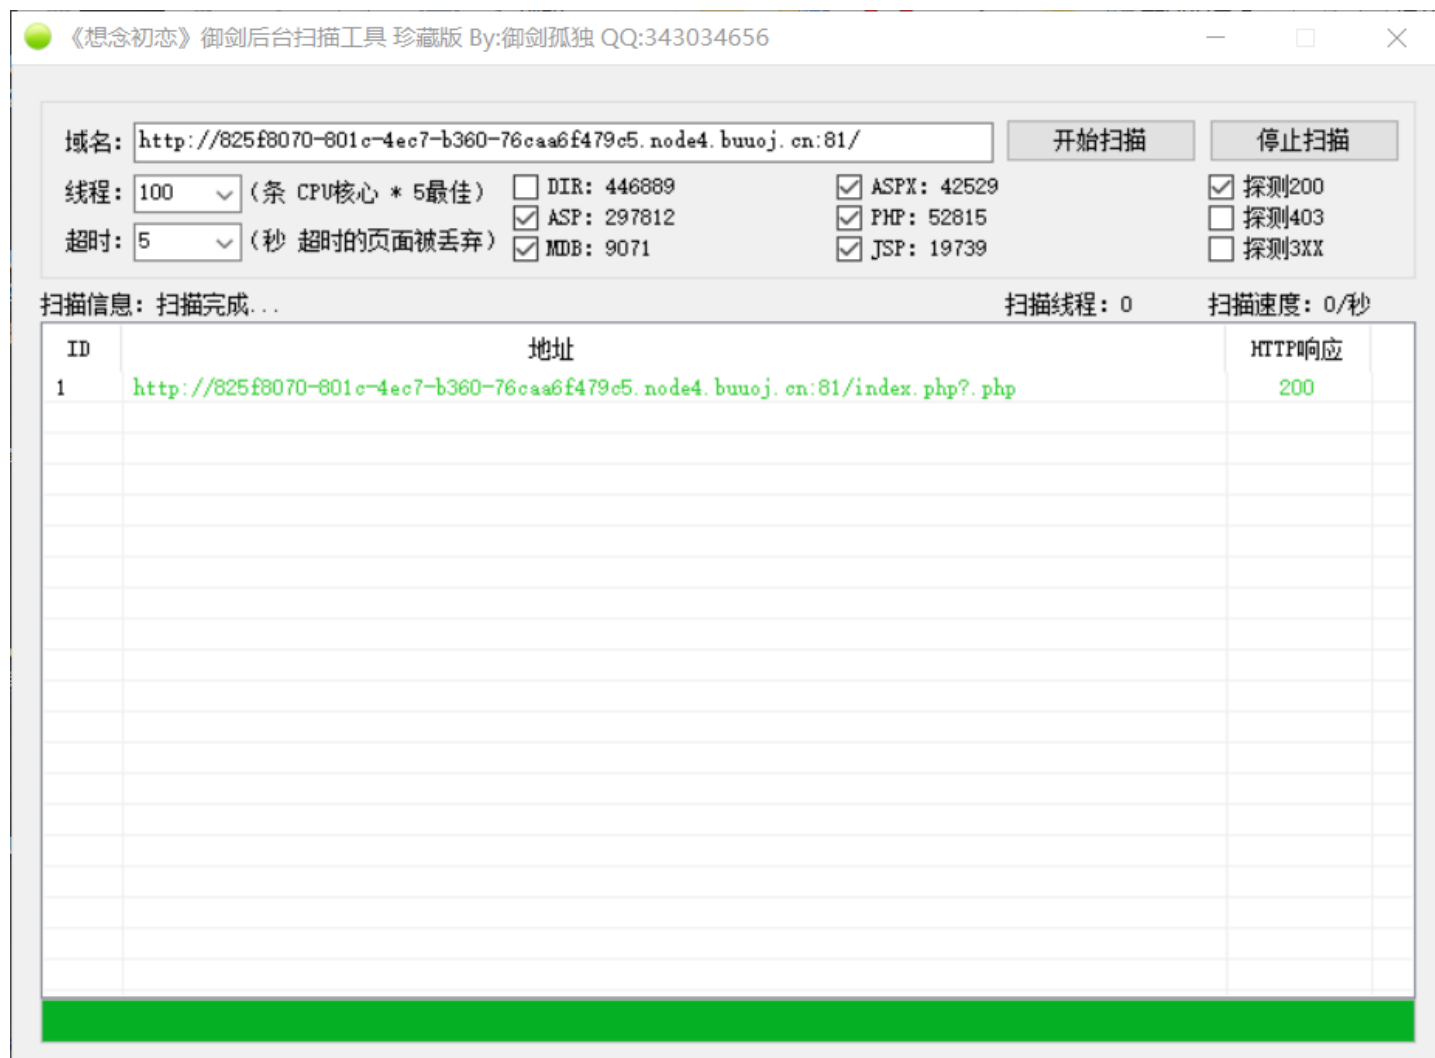 《想念初恋》御剑后台扫描工具 珍藏版 By:御剑孤独 QQ:343034656
域名: http://825f8070-801c-4ec7-b360-76caa6f479c5.node4.buuoj.cn:81/ 开始扫描 停止扫描
线程: 100 (条 CPU核心 * 5最佳) DIR: 446889 ASPX: 42529 探测200
ASP: 297812 PHP: 52815 探测403
超时: 5 (秒 超时的页面被丢弃) MDB: 9071 JSP: 19739 探测3XX
扫描信息: 扫描完成... 扫描线程: 0 扫描速度: 0/秒
ID 地址 HTTP响应
1 http://825f8070-801c-4ec7-b360-76caa6f479c5.node4.buuoj.cn:81/index.php?.php 200